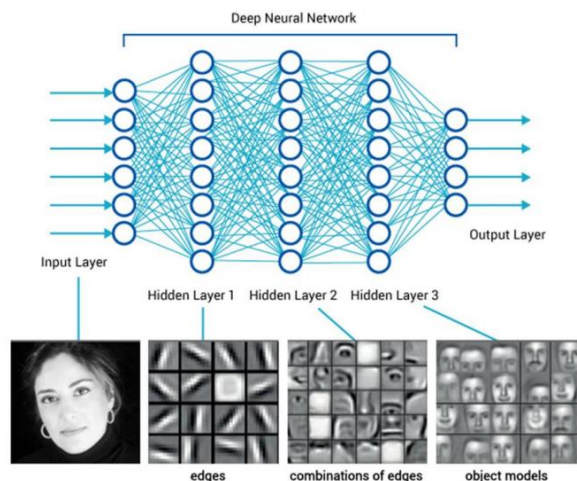 Deep Neural Network
Input Layer
Output Layer
Hidden Layer 1
Hidden Layer 2
Hidden Layer 3
edges
combinations of edges
object models